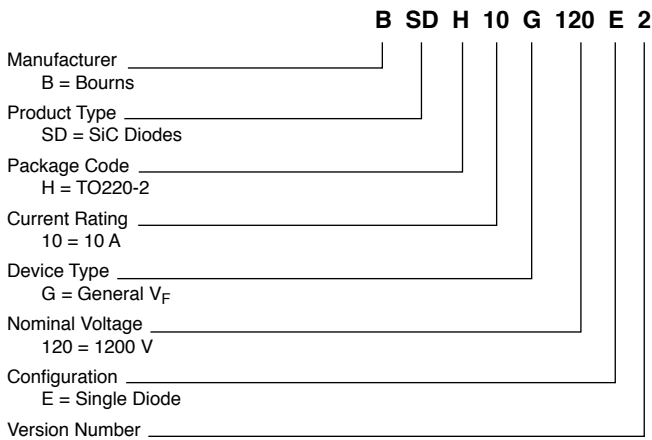 B SD H 10 G 120 E 2
Manufacturer
B = Bourns
Product Type
SD = SiC Diodes
Package Code
H = TO220-2
Current Rating
10 = 10 A
Device Type
G = General VF
Nominal Voltage
120 = 1200 V
Configuration
E = Single Diode
Version Number